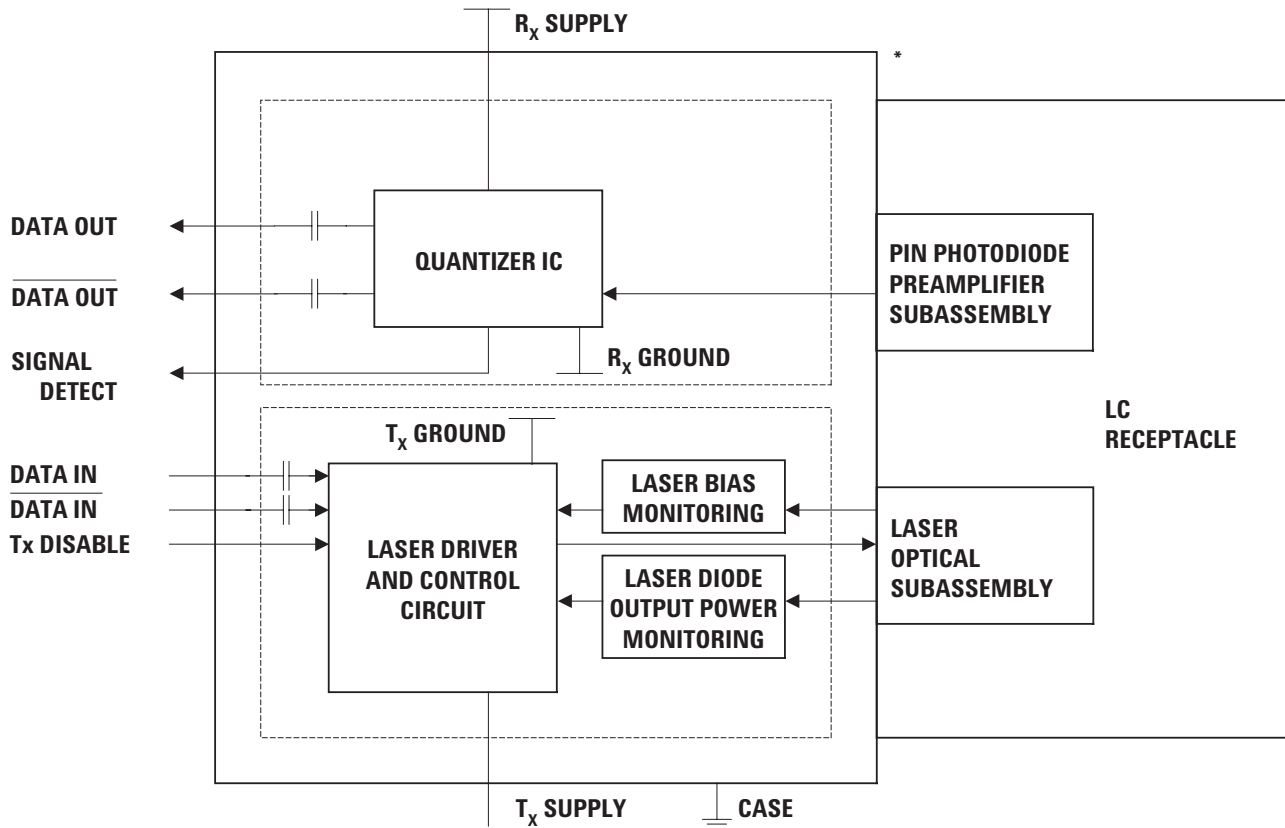 R_X SUPPLY
*
DATA OUT
DATA OUT
SIGNAL
DETECT
QUANTIZER IC
R_X GROUND
PIN PHOTODIODE
PREAMPLIFIER
SUBASSEMBLY
LC
RECEPTACLE
T_X GROUND
DATA IN
DATA IN
Tx DISABLE
LASER DRIVER
AND CONTROL
CIRCUIT
LASER BIAS
MONITORING
LASER DIODE
OUTPUT POWER
MONITORING
LASER
OPTICAL
SUBASSEMBLY
T_X SUPPLY
CASE